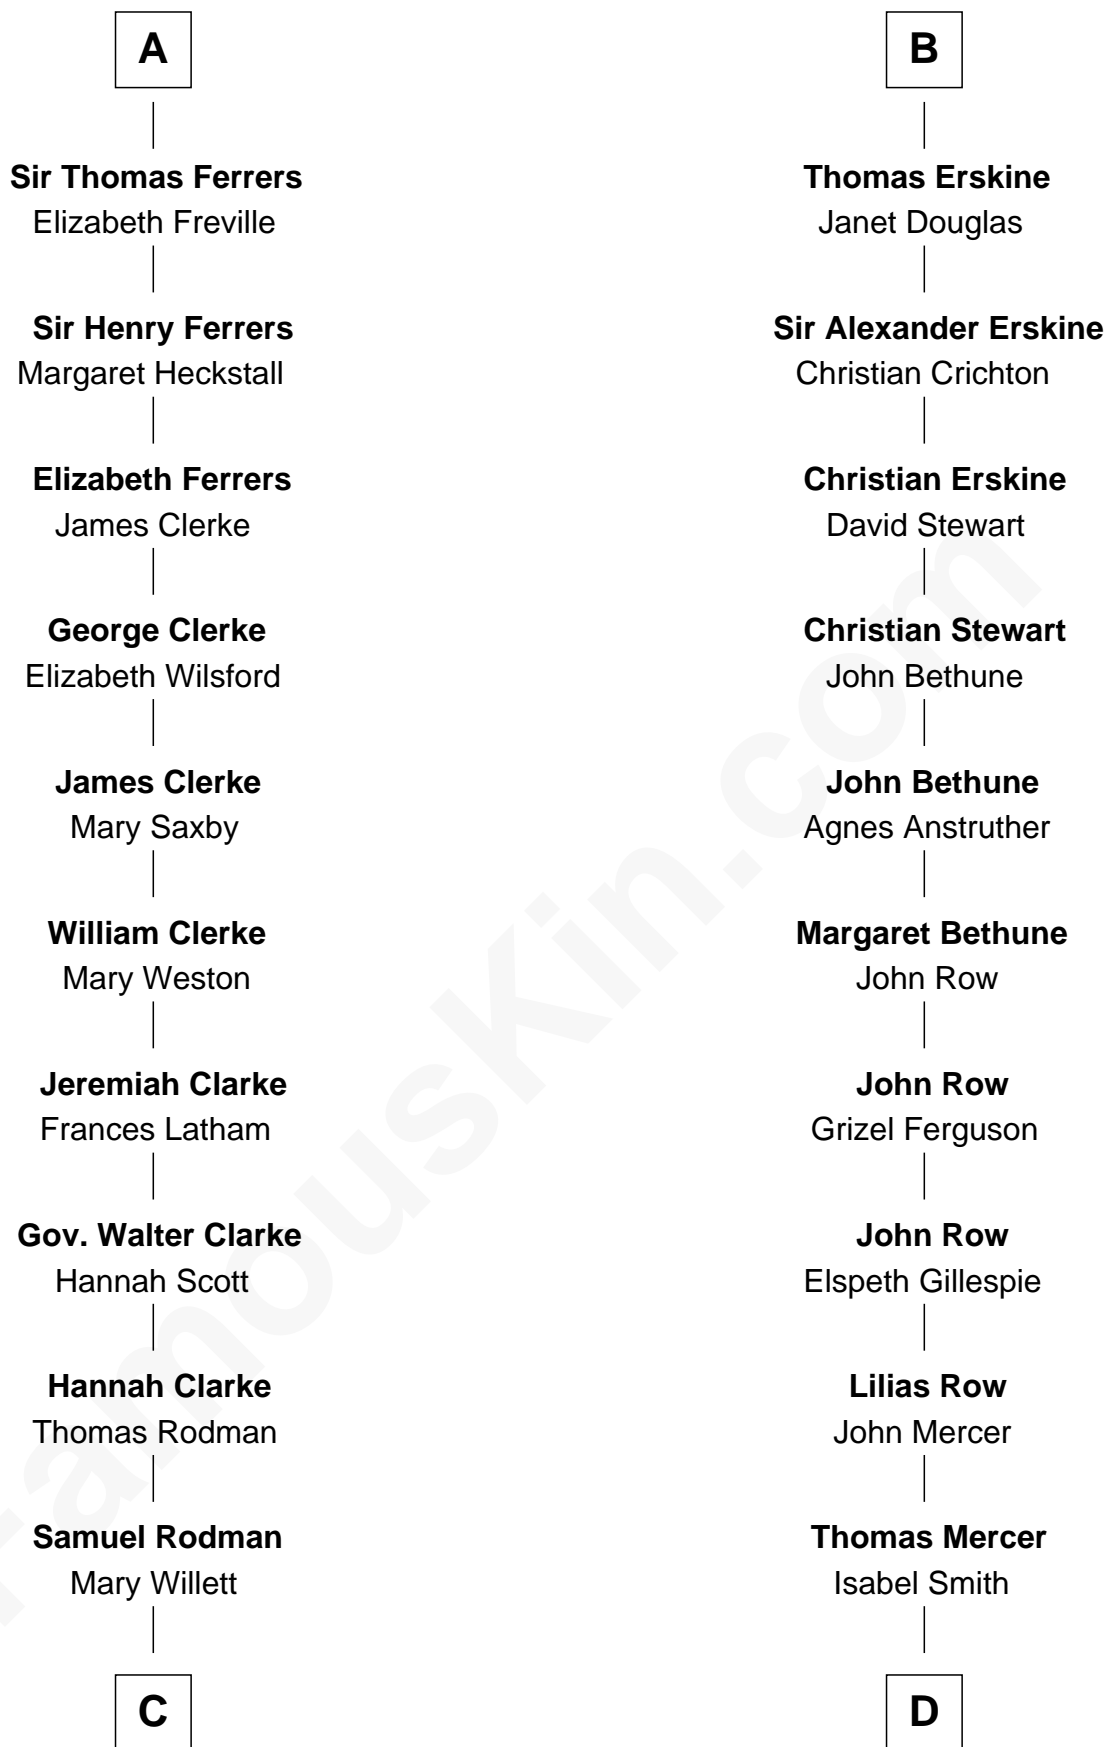 A
Sir Thomas Ferrers
Elizabeth Freville
Sir Henry Ferrers
Margaret Heckstall
Elizabeth Ferrers
James Clerke
George Clerke
Elizabeth Wilsford
James Clerke
Mary Saxby
William Clerke
Mary Weston
Jeremiah Clarke
Frances Latham
Gov. Walter Clarke
Hannah Scott
Hannah Clarke
Thomas Rodman
Samuel Rodman
Mary Willett
C
B
Thomas Erskine
Janet Douglas
Sir Alexander Erskine
Christian Crichton
Christian Erskine
David Stewart
Christian Stewart
John Bethune
John Bethune
Agnes Anstruther
Margaret Bethune
John Row
John Row
Grizel Ferguson
John Row
Elspeth Gillespie
Lilias Row
John Mercer
Thomas Mercer
Isabel Smith
D
FamousKin.com